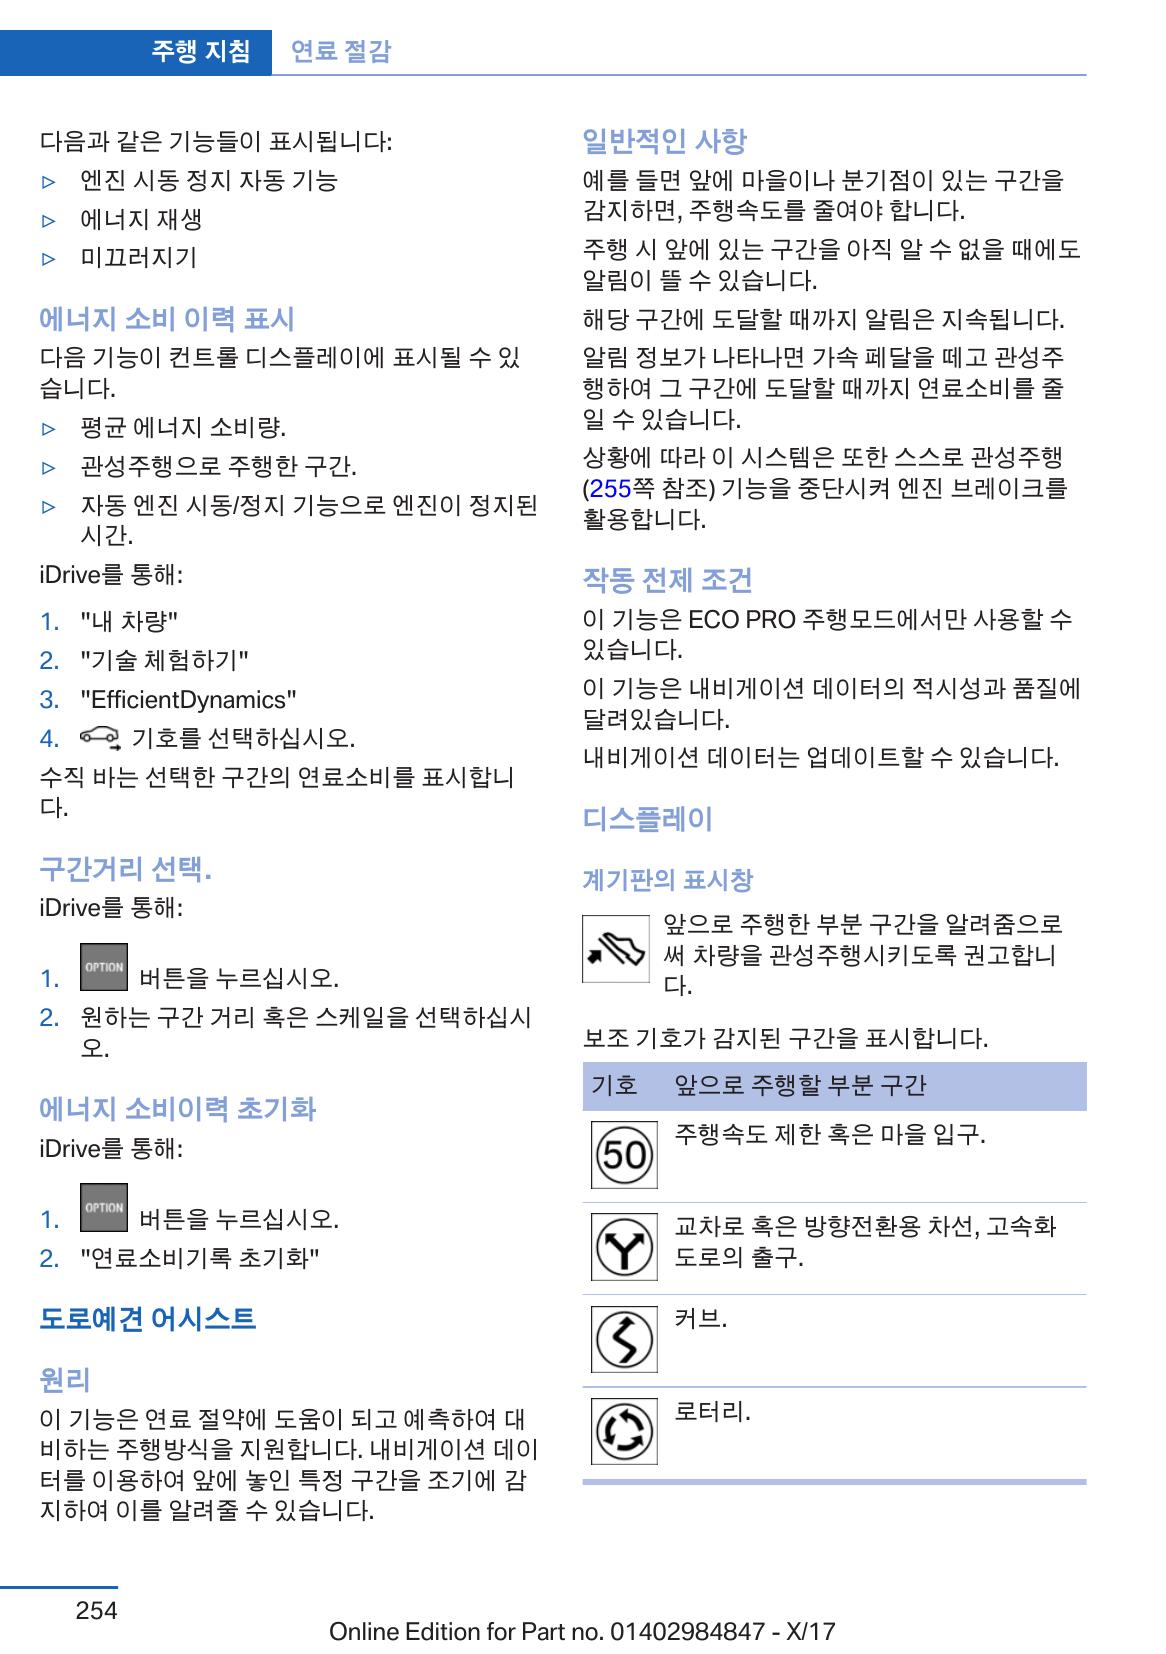 주행 지침 연료 절감
다음과 같은 기능들이 표시됩니다:
▷ 엔진 시동 정지 자동 기능
▷ 에너지 재생
▷ 미끄러지기
에너지 소비 이력 표시
다음 기능이 컨트롤 디스플레이에 표시될 수 있
습니다.
▷ 평균 에너지 소비량.
▷ 관성주행으로 주행한 구간.
▷ 자동 엔진 시동/정지 기능으로 엔진이 정지된
시간.
iDrive를 통해:
1. "내 차량"
2. "기술 체험하기"
3. "EfficientDynamics"
4. 기호를 선택하십시오.
수직 바는 선택한 구간의 연료소비를 표시합니
다.
구간거리 선택.
iDrive를 통해:
1. OPTION 버튼을 누르십시오.
2. 원하는 구간 거리 혹은 스케일을 선택하십시
오.
에너지 소비이력 초기화
iDrive를 통해:
1. OPTION 버튼을 누르십시오.
2. "연료소비기록 초기화"
도로예견 어시스트
원리
이 기능은 연료 절약에 도움이 되고 예측하여 대
비하는 주행방식을 지원합니다. 내비게이션 데이
터를 이용하여 앞에 놓인 특정 구간을 조기에 감
지하여 이를 알려줄 수 있습니다.
일반적인 사항
예를 들면 앞에 마을이나 분기점이 있는 구간을
감지하면, 주행속도를 줄여야 합니다.
주행 시 앞에 있는 구간을 아직 알 수 없을 때에도
알림이 뜰 수 있습니다.
해당 구간에 도달할 때까지 알림은 지속됩니다.
알림 정보가 나타나면 가속 페달을 떼고 관성주
행하여 그 구간에 도달할 때까지 연료소비를 줄
일 수 있습니다.
상황에 따라 이 시스템은 또한 스스로 관성주행
(255쪽 참조) 기능을 중단시켜 엔진 브레이크를
활용합니다.
작동 전제 조건
이 기능은 ECO PRO 주행모드에서만 사용할 수
있습니다.
이 기능은 내비게이션 데이터의 적시성과 품질에
달려있습니다.
내비게이션 데이터는 업데이트할 수 있습니다.
디스플레이
계기판의 표시창
앞으로 주행한 부분 구간을 알려줌으로
써 차량을 관성주행시키도록 권고합니
다.
보조 기호가 감지된 구간을 표시합니다.
기호 앞으로 주행할 부분 구간
50 주행속도 제한 혹은 마을 입구.
교차로 혹은 방향전환용 차선, 고속화
도로의 출구.
커브.
로터리.
254
Online Edition for Part no. 01402984847 - X/17